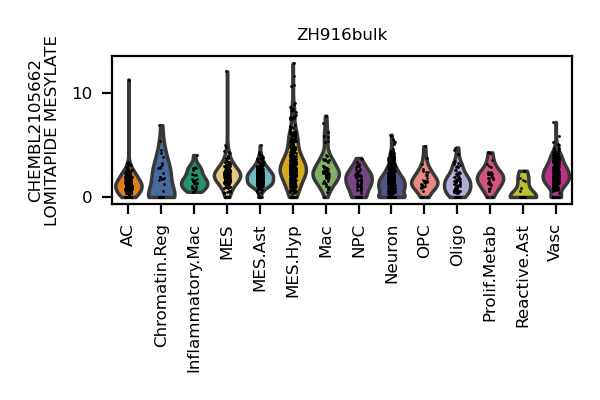 ZH916bulk
CHEMBL2105662
LOMITAPIDE MESYLATE
10
0
AC
Chromatin.Reg
Inflammatory.Mac
MES
MES.Ast
MES.Hyp
Mac
NPC
Neuron
OPC
Oligo
Prolif.Metab
Reactive.Ast
Vasc